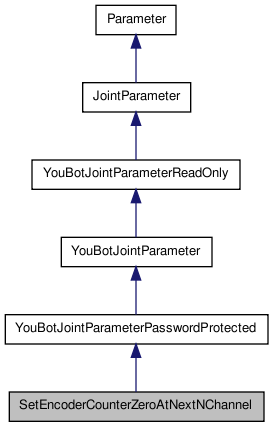 Parameter
JointParameter
YouBotJointParameterReadOnly
YouBotJointParameter
YouBotJointParameterPasswordProtected
SetEncoderCounterZeroAtNextNChannel